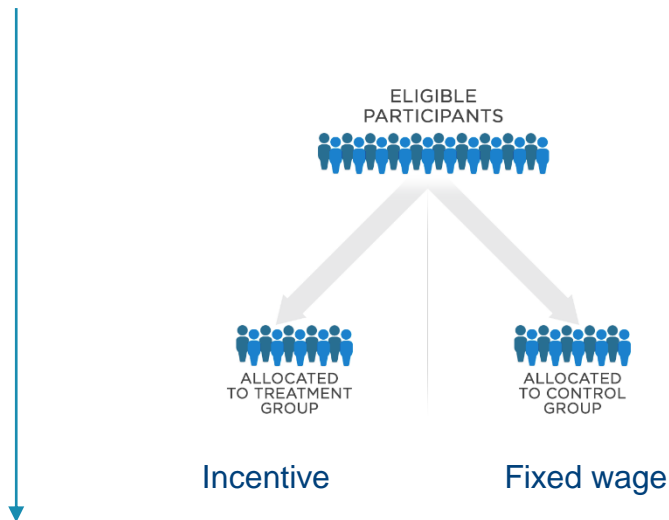 ELIGIBLE
PARTICIPANTS
ALLOCATED
TO TREATMENT
GROUP
ALLOCATED
TO CONTROL
GROUP
Incentive
Fixed wage